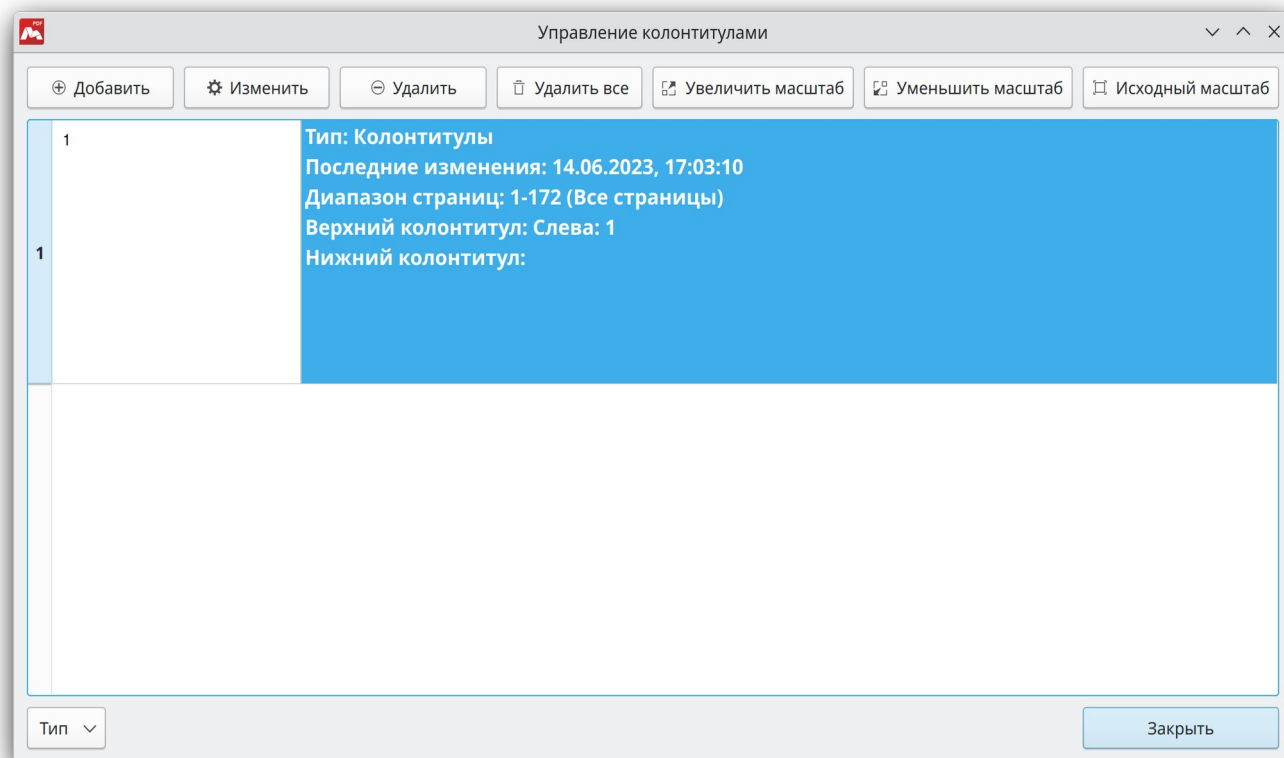 PDF
Управление колонтитулами
Добавить
Изменить
Удалить
Удалить все
Увеличить масштаб
Уменьшить масштаб
Исходный масштаб
1
1
Тип: Колонтитулы
Последние изменения: 14.06.2023, 17:03:10
Диапазон страниц: 1-172 (Все страницы)
Верхний колонтитул: Слева: 1
Нижний колонтитул:
Тип
Закрыть